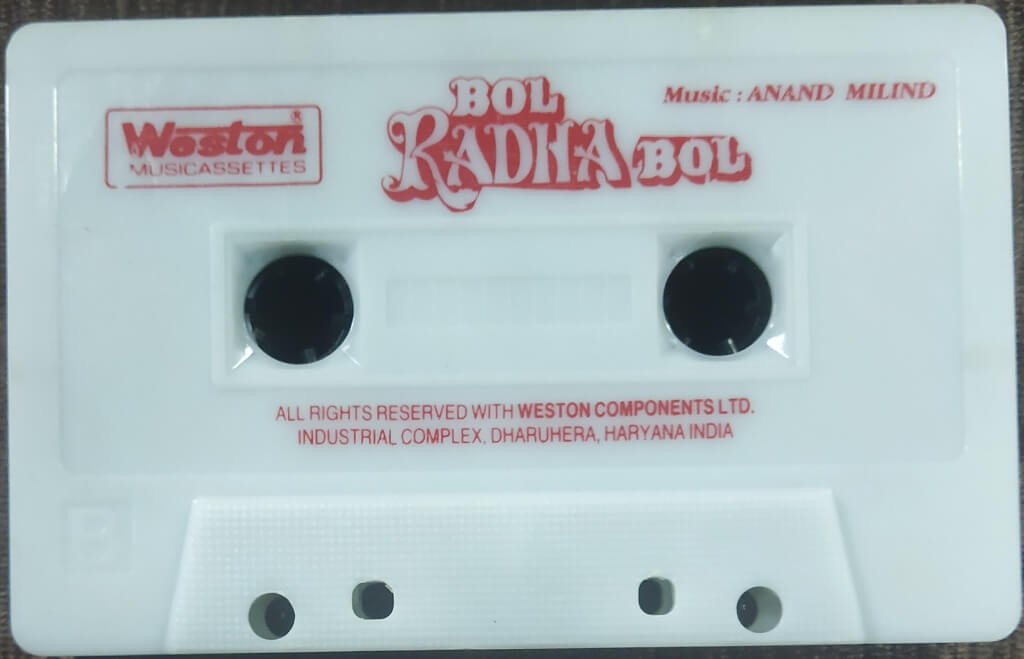 Weston®
MUSICASSETTES
BOL
RADHA BOL
Music : ANAND MILIND
ALL RIGHTS RESERVED WITH WESTON COMPONENTS LTD.
INDUSTRIAL COMPLEX, DHARUHERA, HARYANA INDIA
B